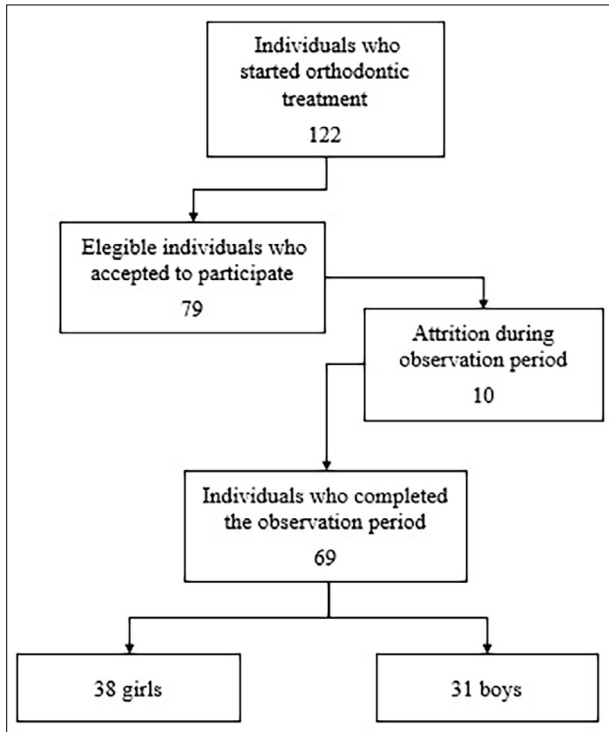 Individuals who
started orthodontic
treatment
122
Elegible individuals who
accepted to participate
79
Attrition during
observation period
10
Individuals who completed
the observation period
69
38 girls
31 boys